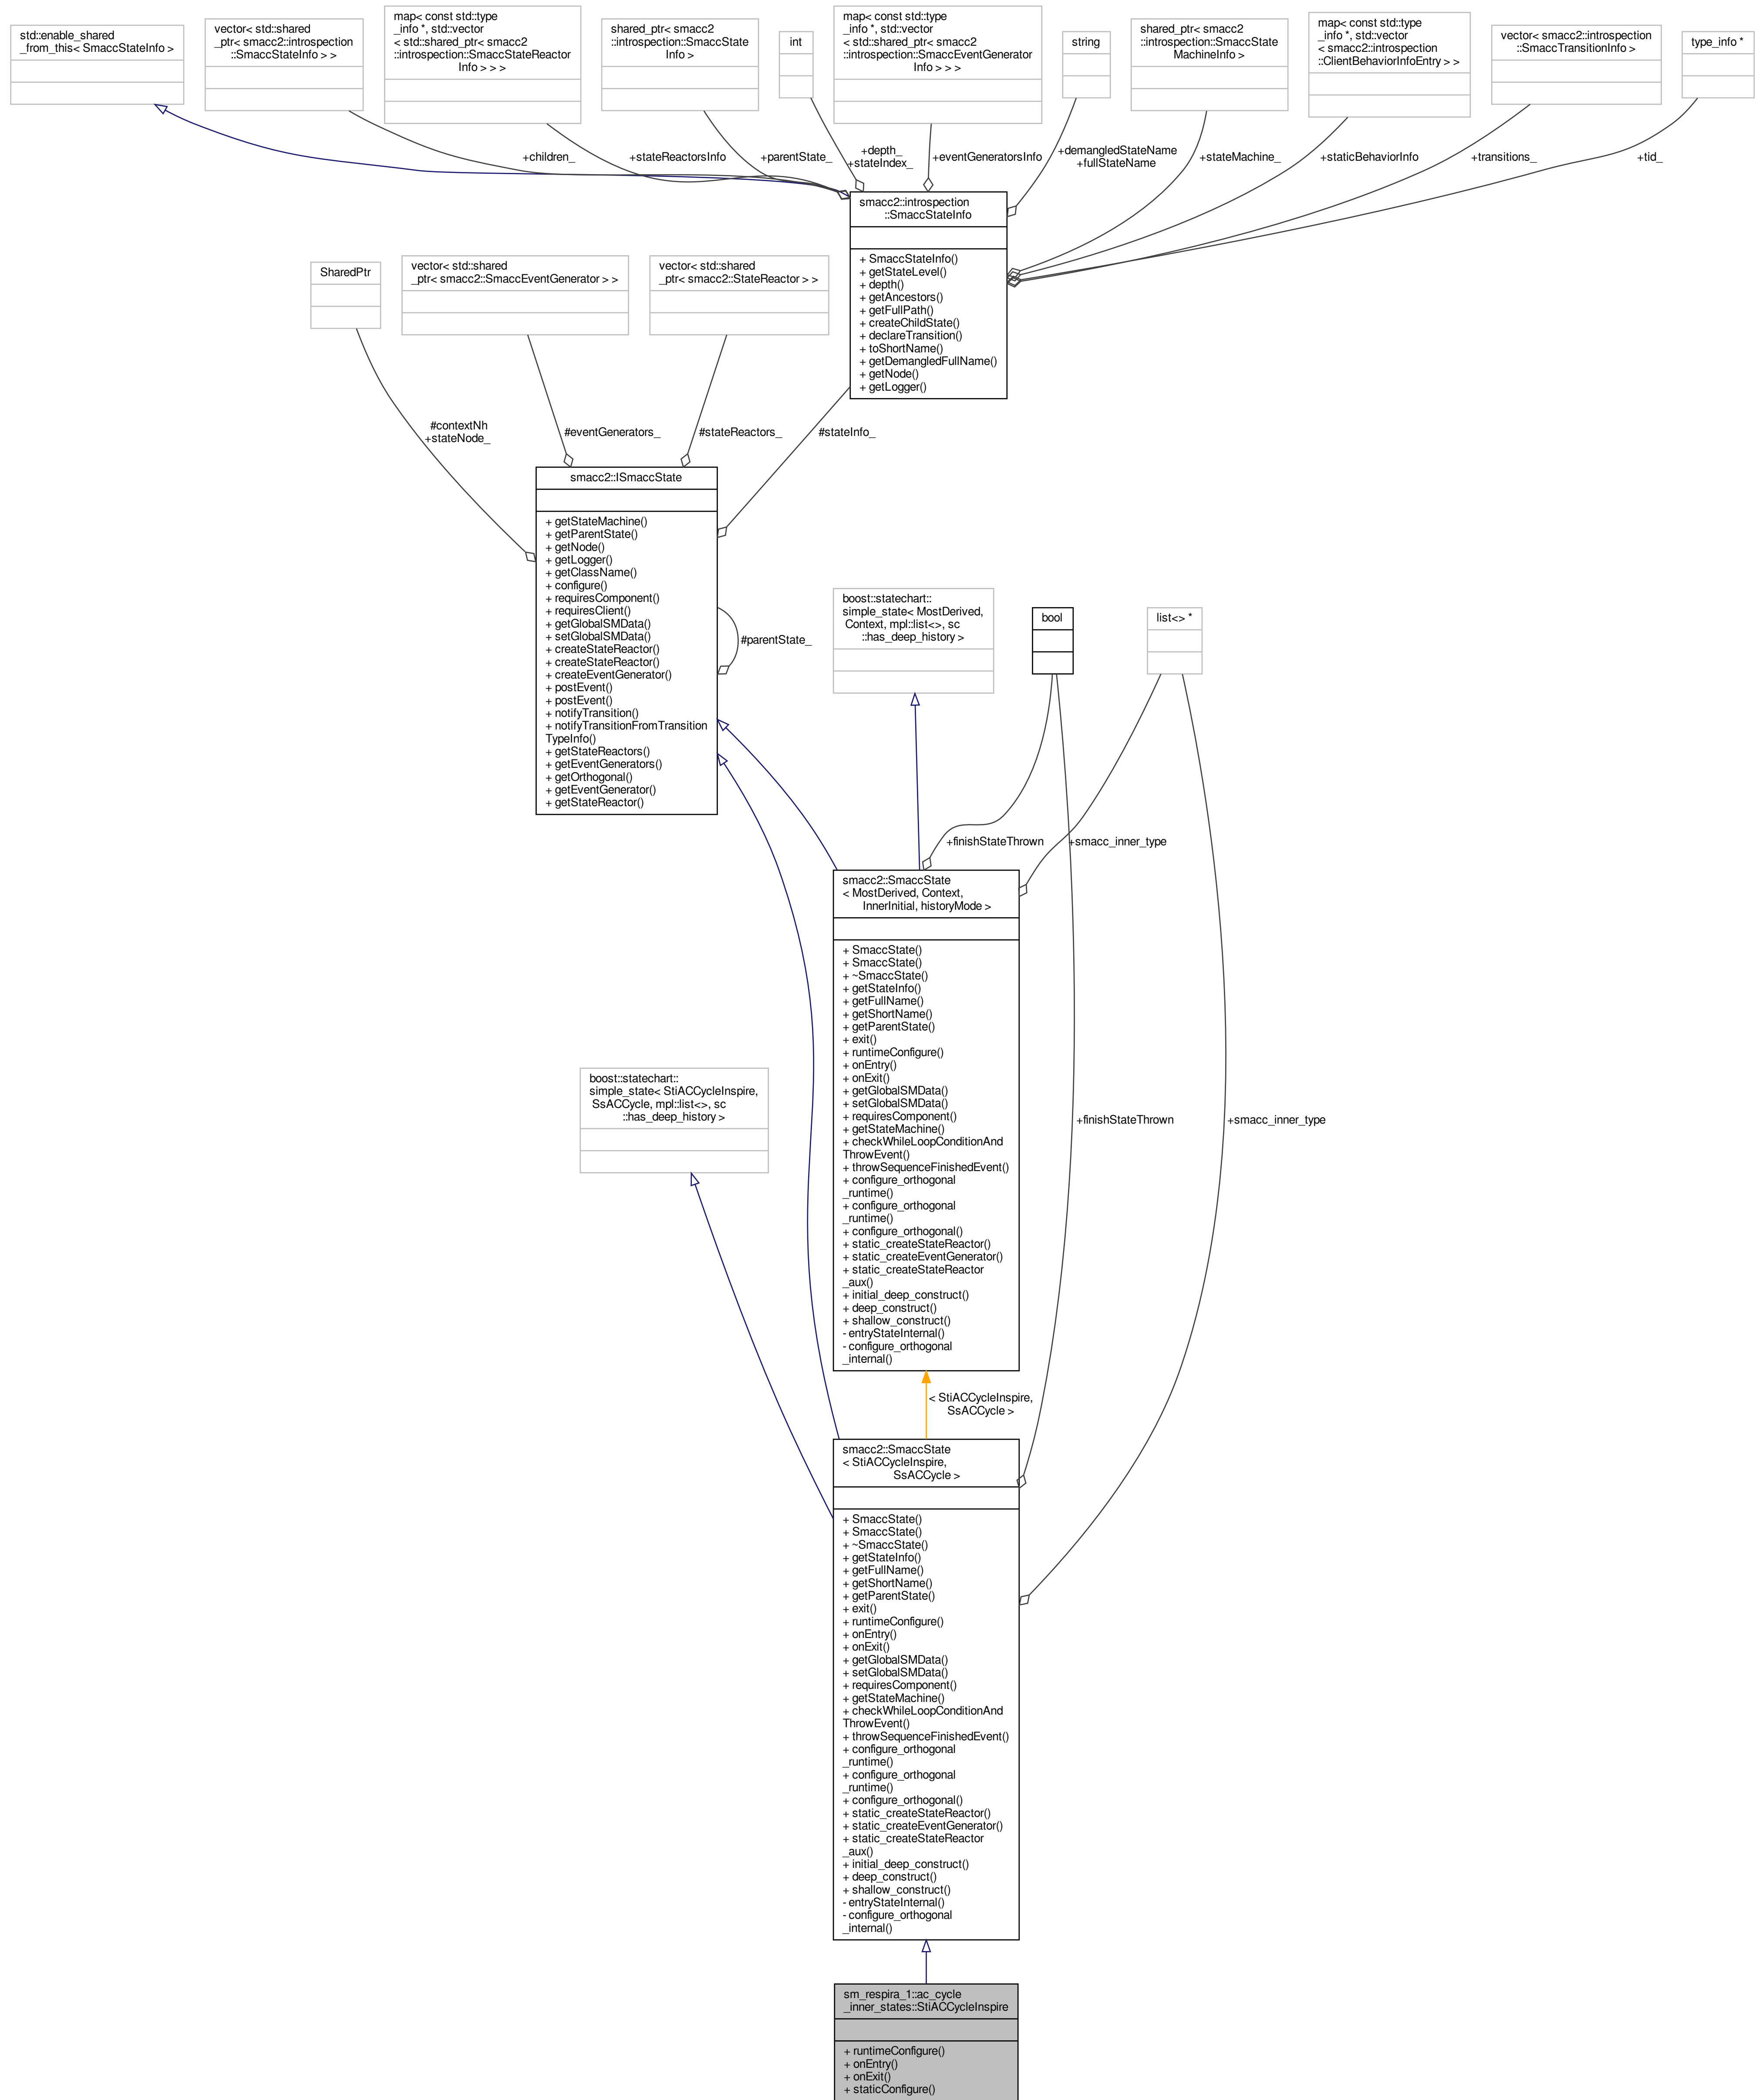 std::enable_shared
_from_this< SmaccStateInfo >
vector< std::shared
_ptr< smacc2::introspection
::SmaccStateInfo > >
map< const std::type
_info *, std::vector
< std::shared_ptr< smacc2
::introspection::SmaccStateReactor
Info > > >
shared_ptr< smacc2
::introspection::SmaccState
Info >
int
map< const std::type
_info *, std::vector
< std::shared_ptr< smacc2
::introspection::SmaccEventGenerator
Info > > >
string
shared_ptr< smacc2
::introspection::SmaccState
MachineInfo >
map< const std::type
_info *, std::vector
< smacc2::introspection
::ClientBehaviorInfoEntry > >
vector< smacc2::introspection
::SmaccTransitionInfo >
type_info *
+children_
+stateReactorsInfo
+parentState_
+depth_
+stateIndex_
+eventGeneratorsInfo
+demangledStateName
+fullStateName
+stateMachine_
+staticBehaviorInfo
+transitions_
+tid_
smacc2::introspection
::SmaccStateInfo
+ SmaccStateInfo()
+ getStateLevel()
+ depth()
+ getAncestors()
+ getFullPath()
+ createChildState()
+ declareTransition()
+ toShortName()
+ getDemangledFullName()
+ getNode()
+ getLogger()
SharedPtr
vector< std::shared
_ptr< smacc2::SmaccEventGenerator > >
vector< std::shared
_ptr< smacc2::StateReactor > >
#contextNh
+stateNode_
#eventGenerators_
#stateReactors_
#stateInfo_
smacc2::ISmaccState
+ getStateMachine()
+ getParentState()
+ getNode()
+ getLogger()
+ getClassName()
+ configure()
+ requiresComponent()
+ requiresClient()
+ getGlobalSMData()
+ setGlobalSMData()
+ createStateReactor()
+ createStateReactor()
+ createEventGenerator()
+ postEvent()
+ postEvent()
+ notifyTransition()
+ notifyTransitionFromTransition
TypeInfo()
+ getStateReactors()
+ getEventGenerators()
+ getOrthogonal()
+ getEventGenerator()
+ getStateReactor()
#parentState_
boost::statechart::
simple_state< MostDerived,
Context, mpl::list<>, sc
::has_deep_history >
bool
list<> *
+finishStateThrown
+smacc_inner_type
smacc2::SmaccState
< MostDerived, Context,
InnerInitial, historyMode >
+ SmaccState()
+ SmaccState()
+ ~SmaccState()
+ getStateInfo()
+ getFullName()
+ getShortName()
+ getParentState()
+ exit()
+ runtimeConfigure()
+ onEntry()
+ onExit()
+ getGlobalSMData()
+ setGlobalSMData()
+ requiresComponent()
+ getStateMachine()
+ checkWhileLoopConditionAnd
ThrowEvent()
+ throwSequenceFinishedEvent()
+ configure_orthogonal
_runtime()
+ configure_orthogonal
_runtime()
+ configure_orthogonal()
+ static_createStateReactor()
+ static_createEventGenerator()
+ static_createStateReactor
_aux()
+ initial_deep_construct()
+ deep_construct()
+ shallow_construct()
- entryStateInternal()
- configure_orthogonal
_internal()
boost::statechart::
simple_state< StiACCycleInspire,
SsACCycle, mpl::list<>, sc
::has_deep_history >
+finishStateThrown
+smacc_inner_type
< StiACCycleInspire,
SsACCycle >
smacc2::SmaccState
< StiACCycleInspire,
SsACCycle >
+ SmaccState()
+ SmaccState()
+ ~SmaccState()
+ getStateInfo()
+ getFullName()
+ getShortName()
+ getParentState()
+ exit()
+ runtimeConfigure()
+ onEntry()
+ onExit()
+ getGlobalSMData()
+ setGlobalSMData()
+ requiresComponent()
+ getStateMachine()
+ checkWhileLoopConditionAnd
ThrowEvent()
+ throwSequenceFinishedEvent()
+ configure_orthogonal
_runtime()
+ configure_orthogonal
_runtime()
+ configure_orthogonal()
+ static_createStateReactor()
+ static_createEventGenerator()
+ static_createStateReactor
_aux()
+ initial_deep_construct()
+ deep_construct()
+ shallow_construct()
- entryStateInternal()
- configure_orthogonal
_internal()
sm_respira_1::ac_cycle
_inner_states::StiACCycleInspire
+ runtimeConfigure()
+ onEntry()
+ onExit()
+ staticConfigure()